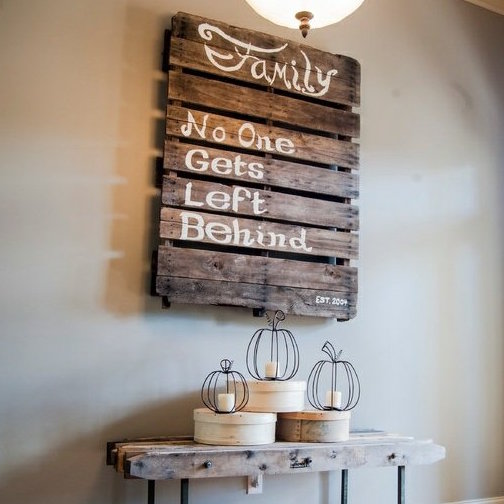 Family
No One
Gets
Left
Behind
EST. 2004